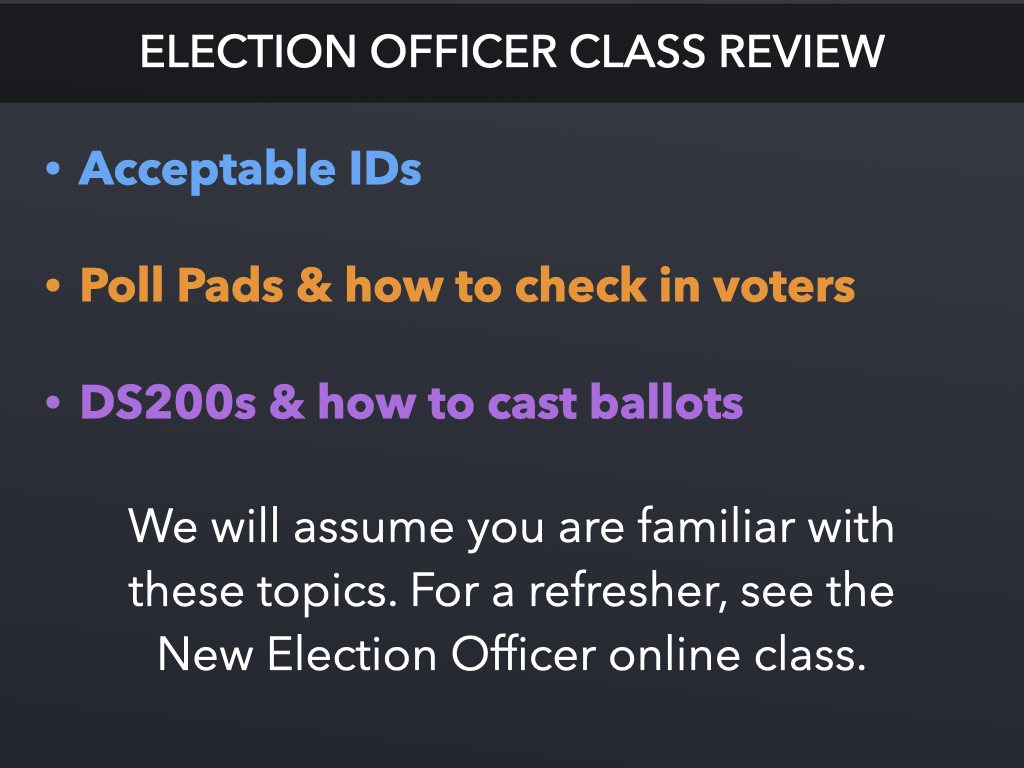 ELECTION OFFICER CLASS REVIEW
• Acceptable IDs
• Poll Pads & how to check in voters
• DS200s & how to cast ballots
We will assume you are familiar with
these topics. For a refresher, see the
New Election Officer online class.